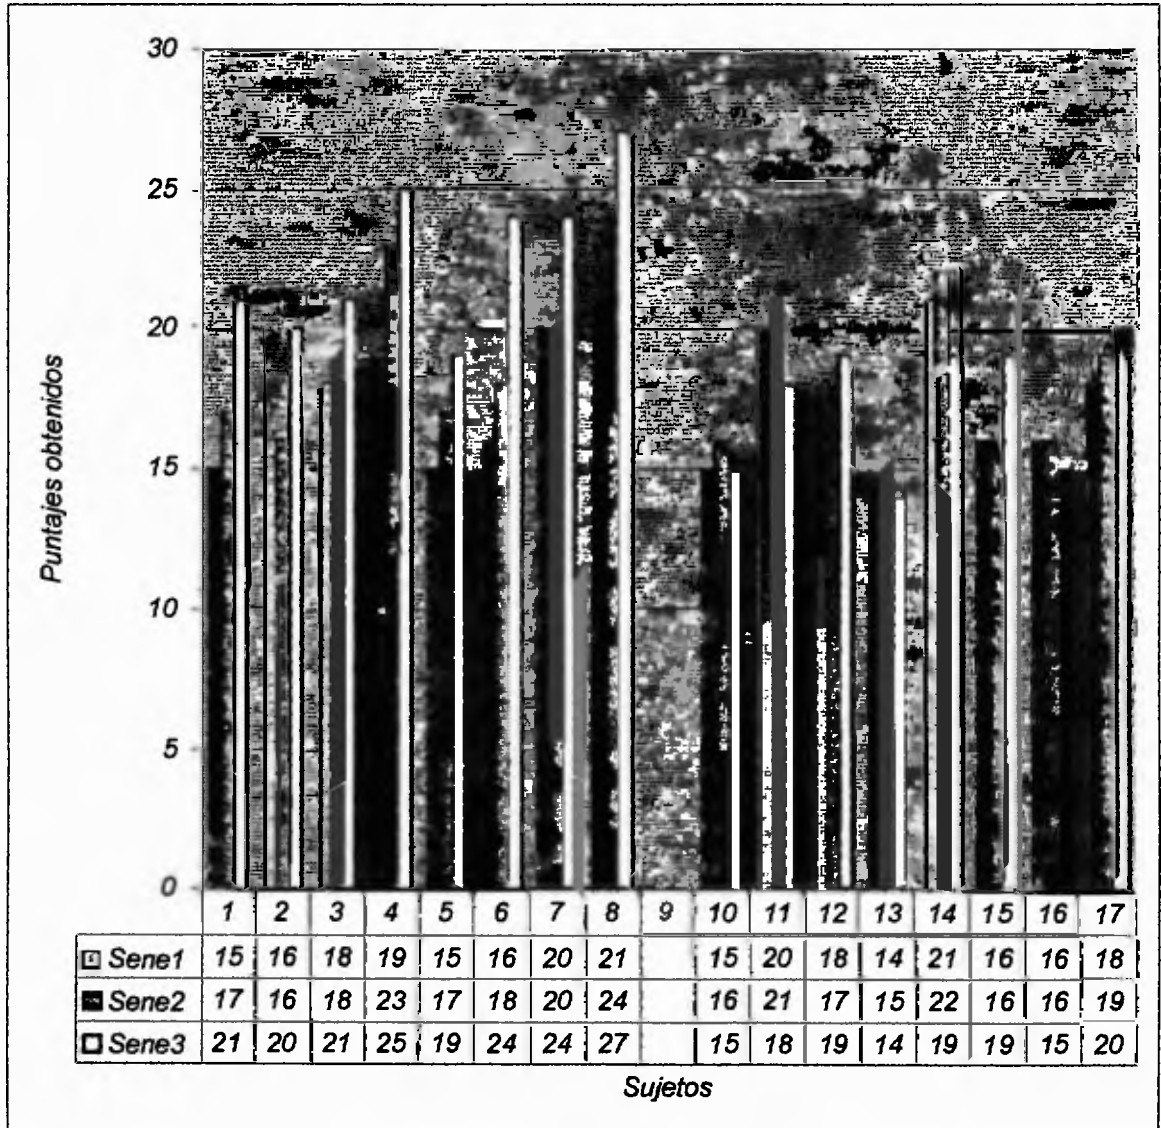 30
25
20
15
10
5
0
Puntajes obtenidos
1 2 3 4 5 6 7 8 9 10 11 12 13 14 15 16 17
Sene1 15 16 18 19 15 16 20 21 15 20 18 14 21 16 16 18
Sene2 17 16 18 23 17 18 20 24 16 21 17 15 22 16 16 19
Sene3 21 20 21 25 19 24 24 27 15 18 19 14 19 19 15 20
Sujetos